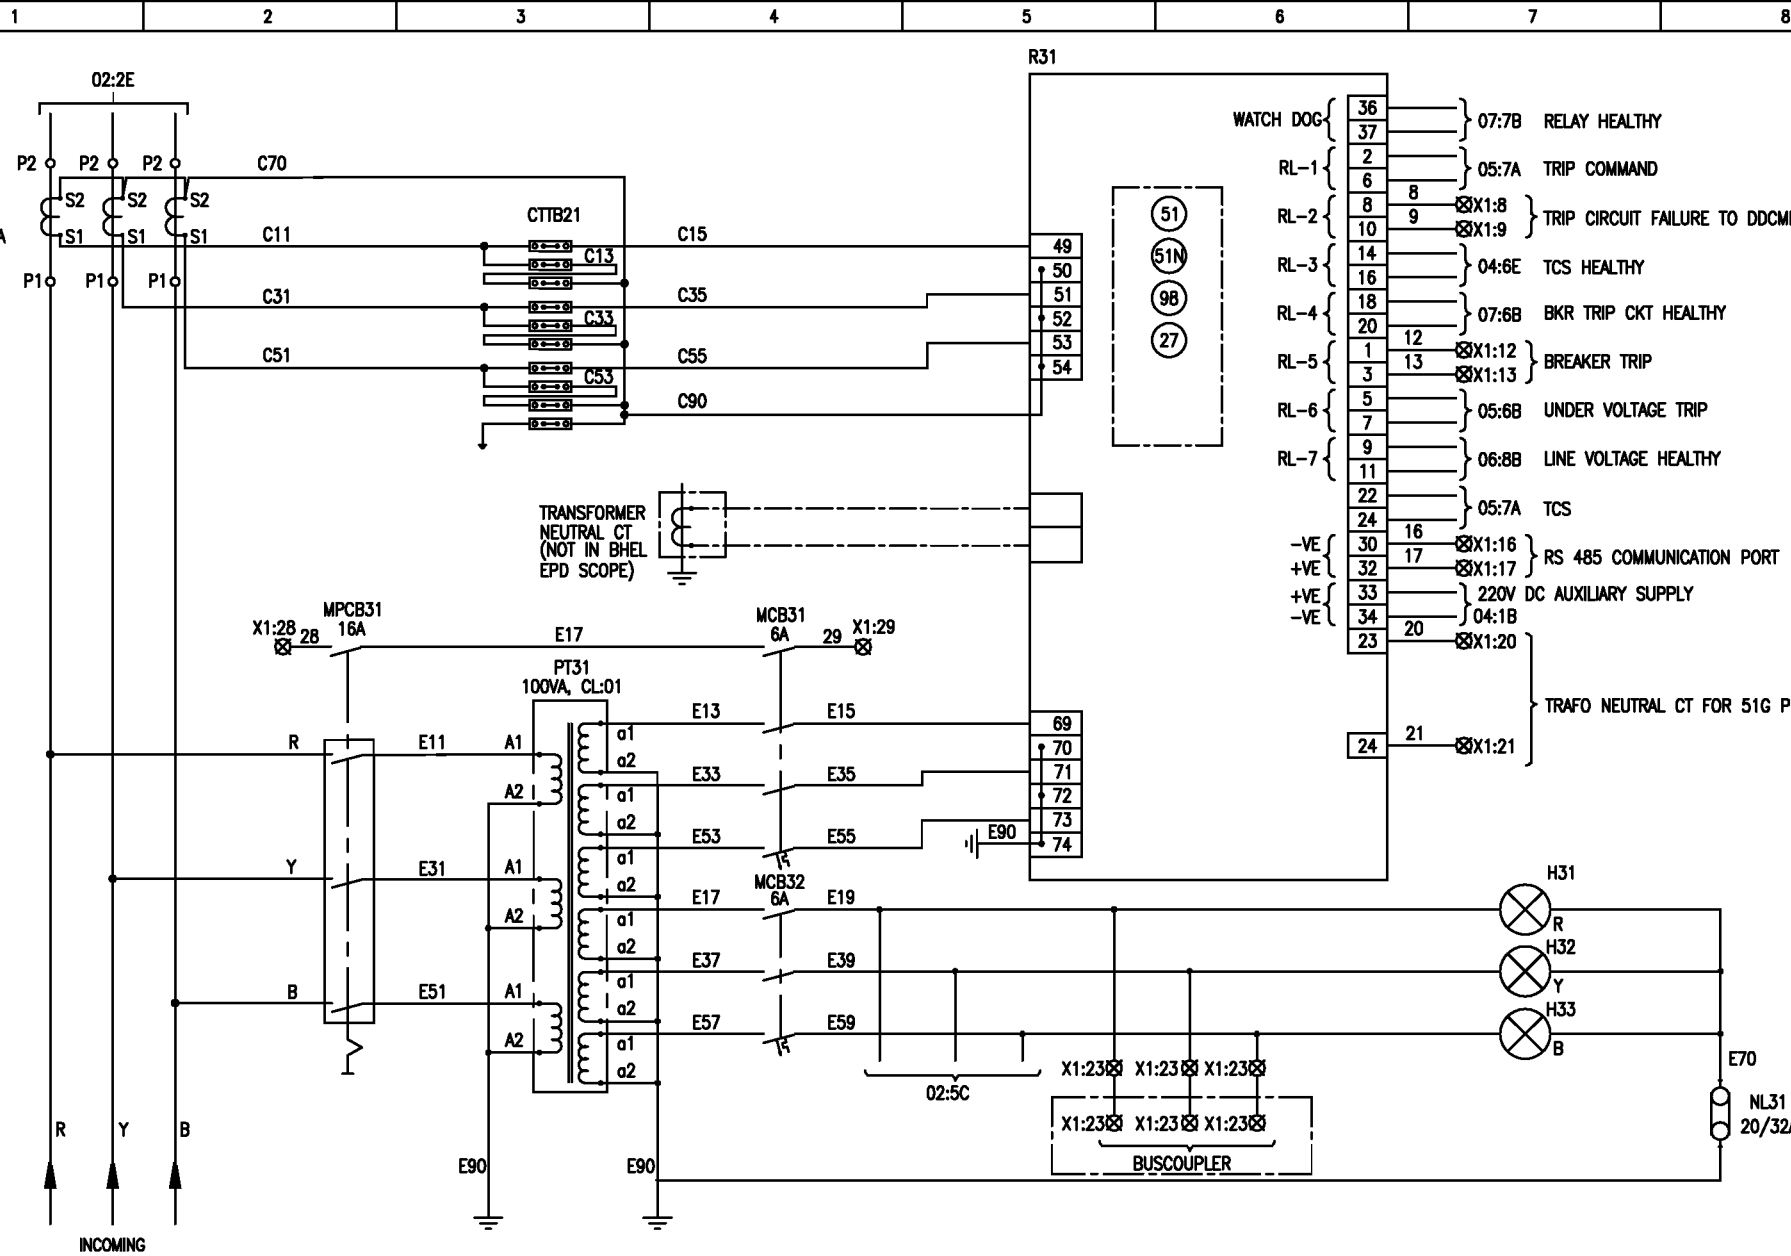 1 2 3 4 5 6 7 8
R31
02:2E
P2 P2 P2 C70
S2 S2 S2
S1 S1 S1
P1 P1 P1
A
C11 CTTB21 C15
C13
C31 C35
C33
C51 C55
C53
C90
49
50
51
52
53
54
51
51N
98
27
WATCH DOG 36 37 07:7B RELAY HEALTHY
RL-1 2 6 05:7A TRIP COMMAND
RL-2 8 10 8 9 X1:8 X1:9 TRIP CIRCUIT FAILURE TO DDCMI
RL-3 14 16 04:6E TCS HEALTHY
RL-4 18 20 07:6B BKR TRIP CKT HEALTHY
RL-5 1 3 12 13 X1:12 X1:13 BREAKER TRIP
RL-6 5 7 05:6B UNDER VOLTAGE TRIP
RL-7 9 11 06:8B LINE VOLTAGE HEALTHY
22 24 05:7A TCS
-VE 30 16 X1:16
+VE 32 17 X1:17 RS 485 COMMUNICATION PORT
+VE 33 220V DC AUXILIARY SUPPLY
-VE 34 04:1B
23 20 X1:20
TRAFO NEUTRAL CT FOR 51G P
24 21 X1:21
TRANSFORMER
NEUTRAL CT
(NOT IN BHEL
EPD SCOPE)
MPCB31
16A
X1:28 28 E17
MCB31
6A
29 X1:29
PT31
100VA, CL:01
E13 E15 69
a1
a2
70
R E11 A1
A2
E33 E35 71
a1
a2
72
E53 E55 73
E90 74
a1
a2
Y E31 A1
A2
MCB32
6A
E17 E19
a1
a2
E37 E39
a1
a2
B E51 A1
A2
E57 E59
a1
a2
H31
R
H32
Y
H33
B
02:5C
X1:23 X1:23 X1:23
X1:23 X1:23 X1:23
BUSCOUPLER
E70
NL31
20/32A
R Y B
E90 E90
INCOMING